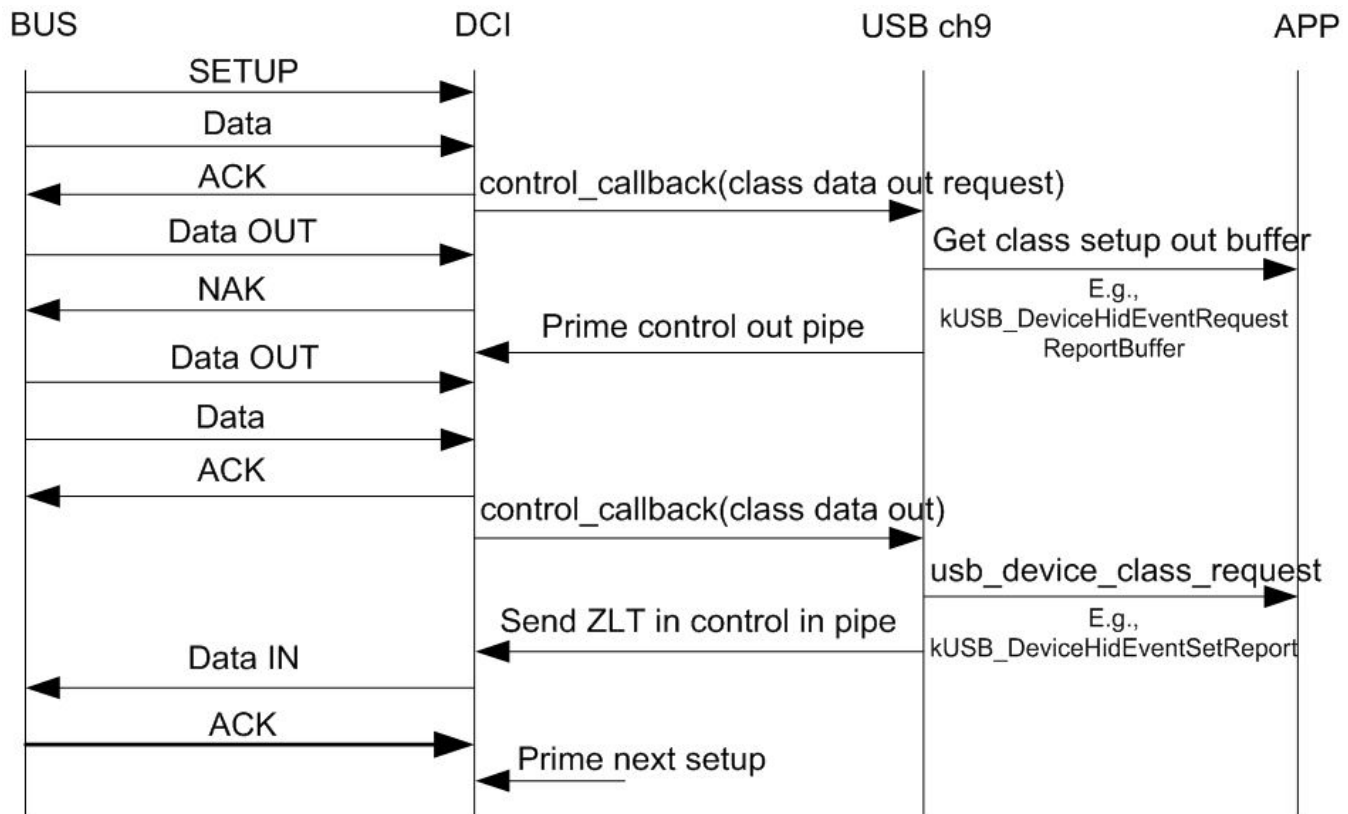 BUS
DCI
USB ch9
APP
SETUP
Data
ACK
control_callback(class data out request)
Data OUT
Get class setup out buffer
NAK
E.g.,
kUSB_DeviceHidEventRequest
ReportBuffer
Prime control out pipe
Data OUT
Data
ACK
control_callback(class data out)
usb_device_class_request
E.g.,
kUSB_DeviceHidEventSetReport
Send ZLT in control in pipe
Data IN
ACK
Prime next setup